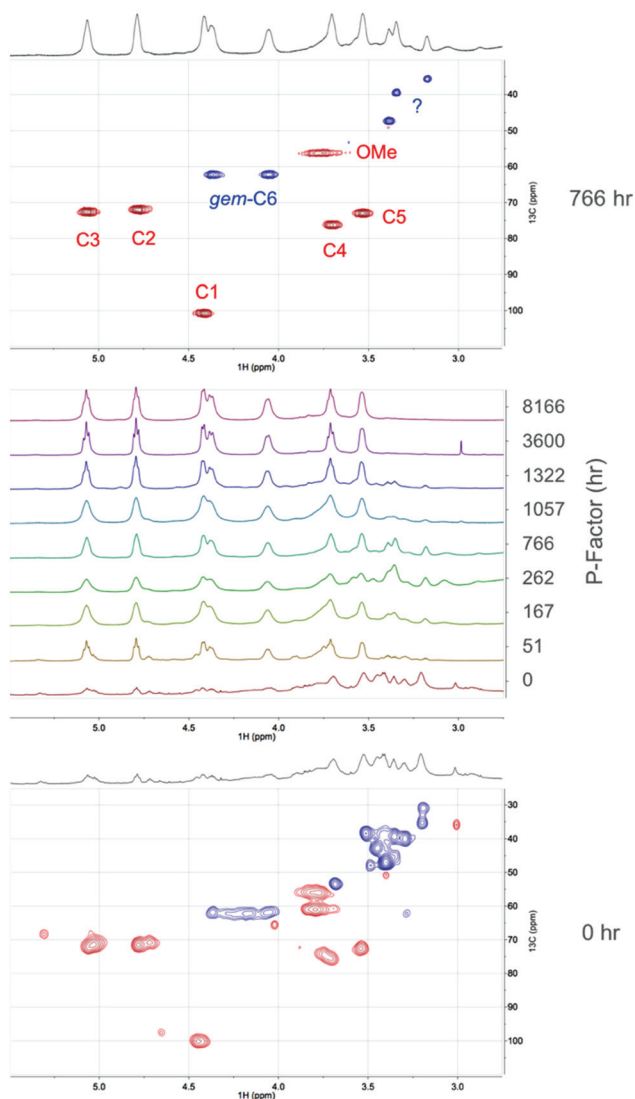 40
?
50
OMe
60
gem-C6
766 hr
70
C3
C2
C4
C5
80
90
C1
100
13C (ppm)
5.0
4.5
4.0
3.5
3.0
1H (ppm)
8166
3600
1322
1057
766
262
167
51
0
P-Factor (hr)
5.0
4.5
4.0
3.5
3.0
1H (ppm)
30
40
50
60
70
80
90
100
13C (ppm)
0 hr
5.0
4.5
4.0
3.5
3.0
1H (ppm)